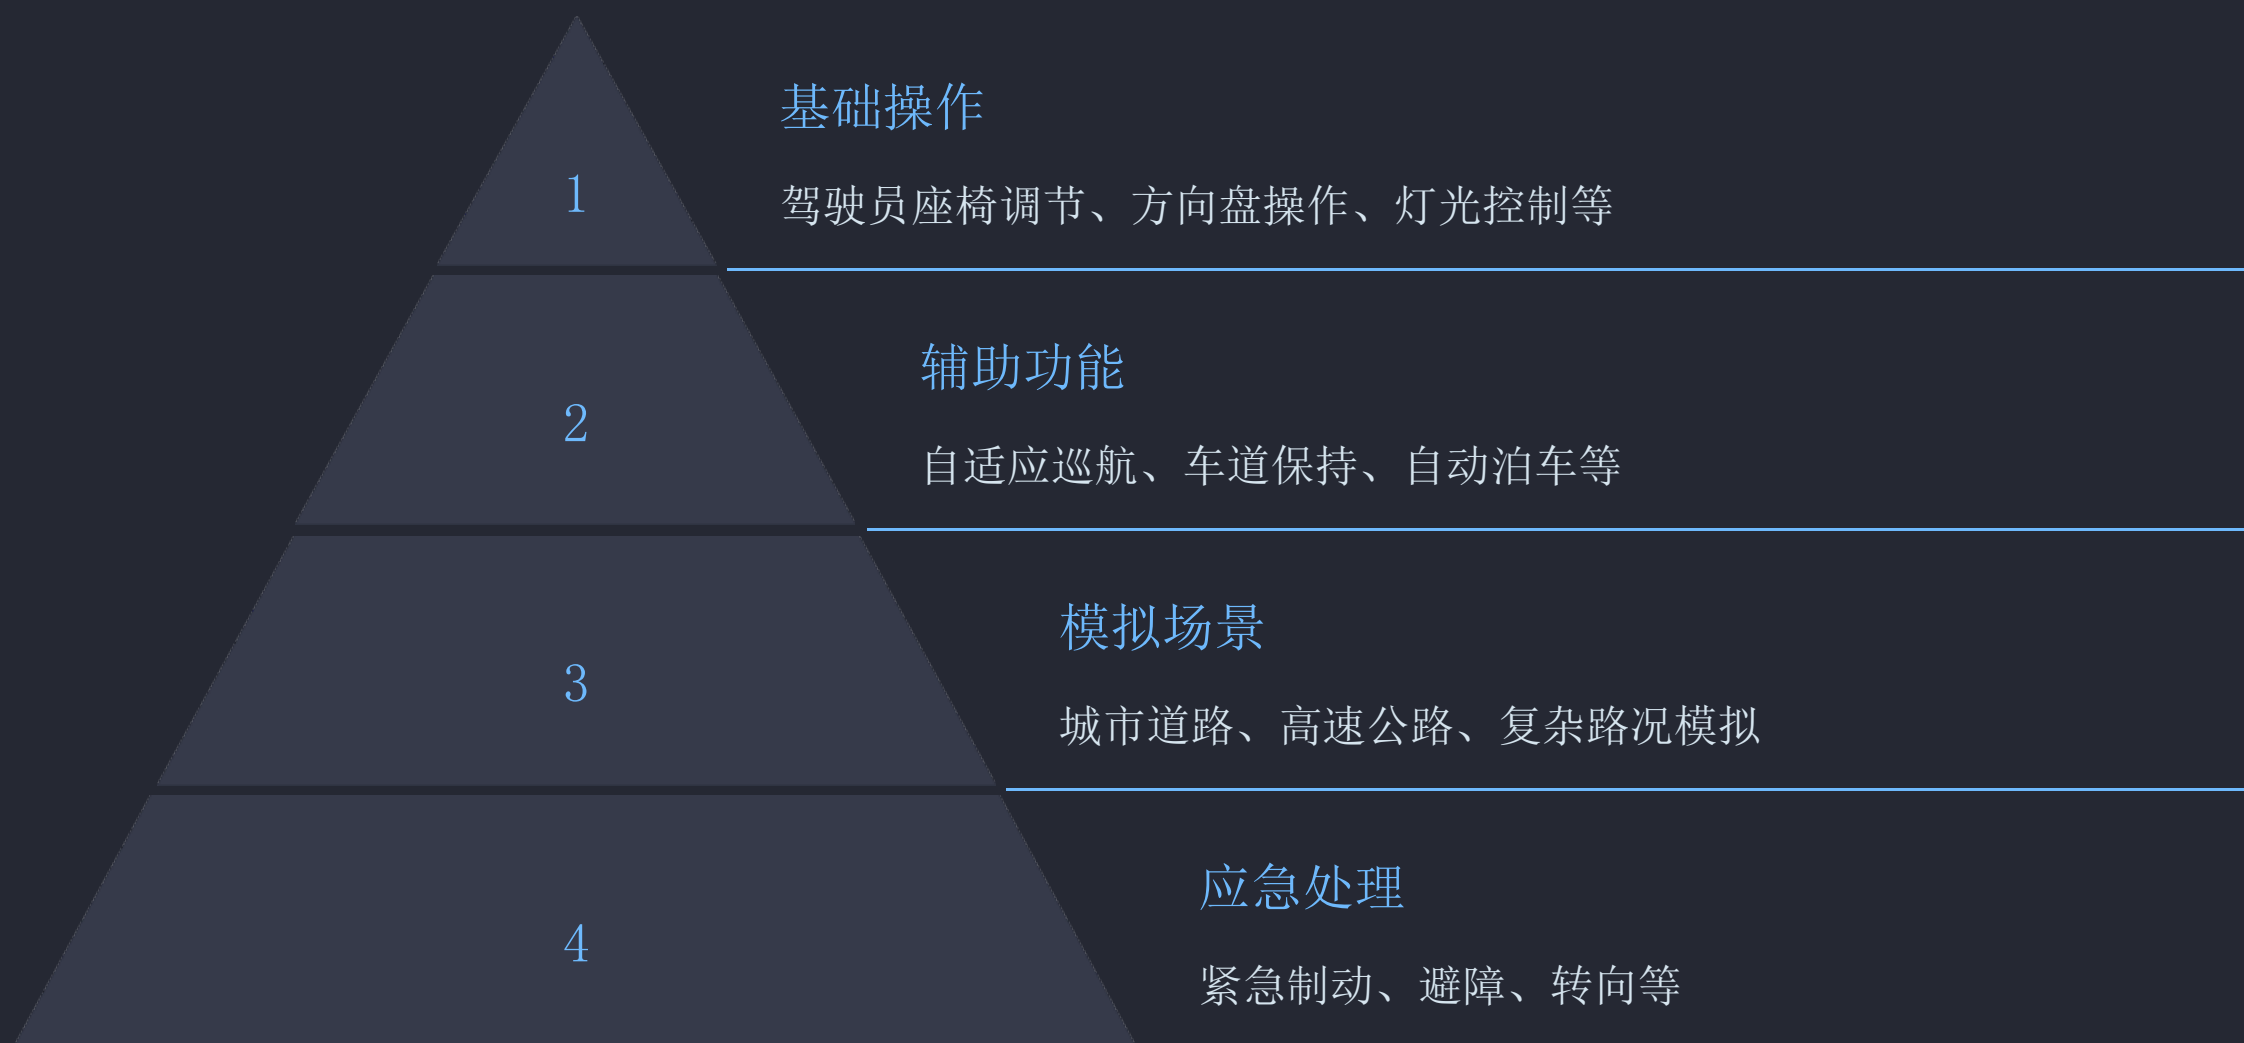 1
基础操作
驾驶员座椅调节、方向盘操作、灯光控制等
2
辅助功能
自适应巡航、车道保持、自动泊车等
3
模拟场景
城市道路、高速公路、复杂路况模拟
4
应急处理
紧急制动、避障、转向等